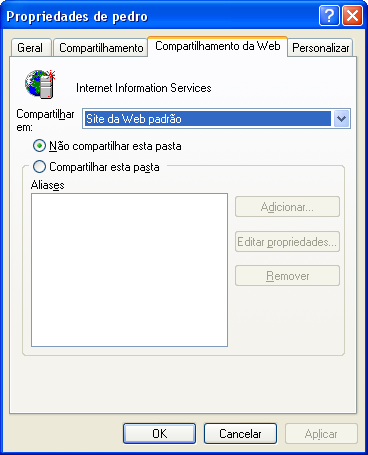 Propriedades de pedro
Geral Compartilhamento Compartilhamento da Web Personalizar
Internet Information Services
Compartilhar em: Site da Web padrão
Não compartilhar esta pasta
Compartilhar esta pasta
Aliases
Adicionar...
Editar propriedades...
Remover
OK Cancelar Aplicar